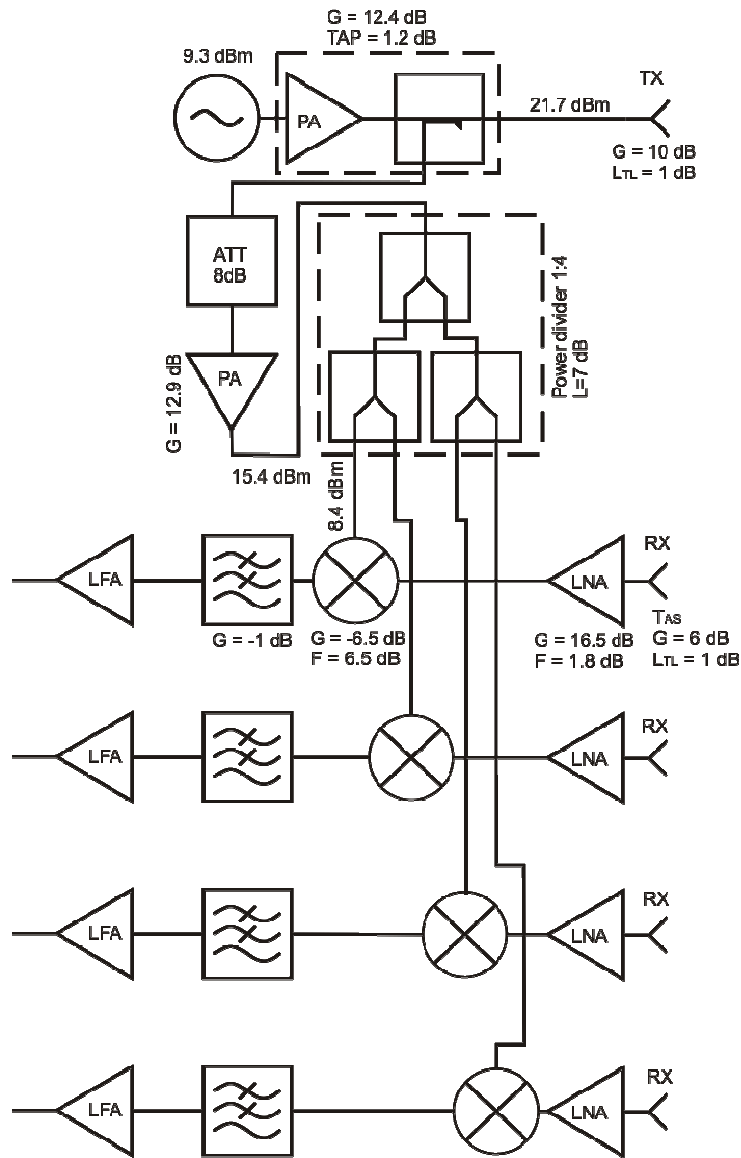 G = 12.4 dB
TAP = 1.2 dB
9.3 dBm
PA
21.7 dBm
TX
G = 10 dB
LTL = 1 dB
ATT
8dB
Power divider 1:4
L=7 dB
PA
G = 12.9 dB
15.4 dBm
8.4 dBm
LFA
G = -1 dB
G = -6.5 dB
F = 6.5 dB
LNA
G = 16.5 dB
F = 1.8 dB
RX
TAS
G = 6 dB
LTL = 1 dB
LFA
LNA
RX
LFA
LNA
RX
LFA
LNA
RX